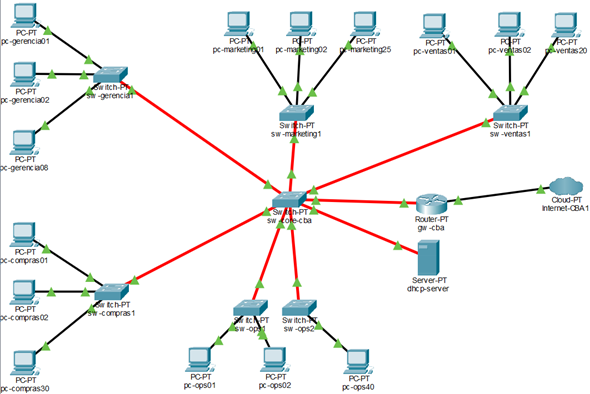 PC-PT
pc-gerencia01
PC-PT
pc-gerencia02
PC-PT
pc-gerencia08
Switch-PT
sw-gerencia1
PC-PT
pc-marketing01
PC-PT
pc-marketing02
PC-PT
pc-marketing25
Switch-PT
sw-marketing1
PC-PT
pc-ventas01
PC-PT
pc-ventas02
PC-PT
pc-ventas20
Switch-PT
sw-ventas1
Switch-PT
sw-core-cba
Router-PT
gw-cba
Cloud-PT
Internet-CBA1
Server-PT
dhcp-server
PC-PT
pc-compras01
PC-PT
pc-compras02
PC-PT
pc-compras30
Switch-PT
sw-compras1
Switch-PT
sw-ops1
Switch-PT
sw-ops2
PC-PT
pc-ops01
PC-PT
pc-ops02
PC-PT
pc-ops40